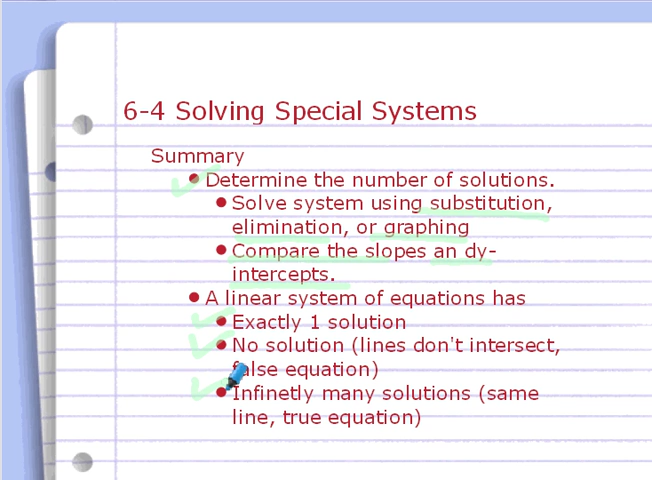 6-4 Solving Special Systems
Summary
• Determine the number of solutions.
• Solve system using substitution,
elimination, or graphing
• Compare the slopes an dy-
intercepts.
• A linear system of equations has
• Exactly 1 solution
• No solution (lines don't intersect,
false equation)
• Infinetly many solutions (same
line, true equation)